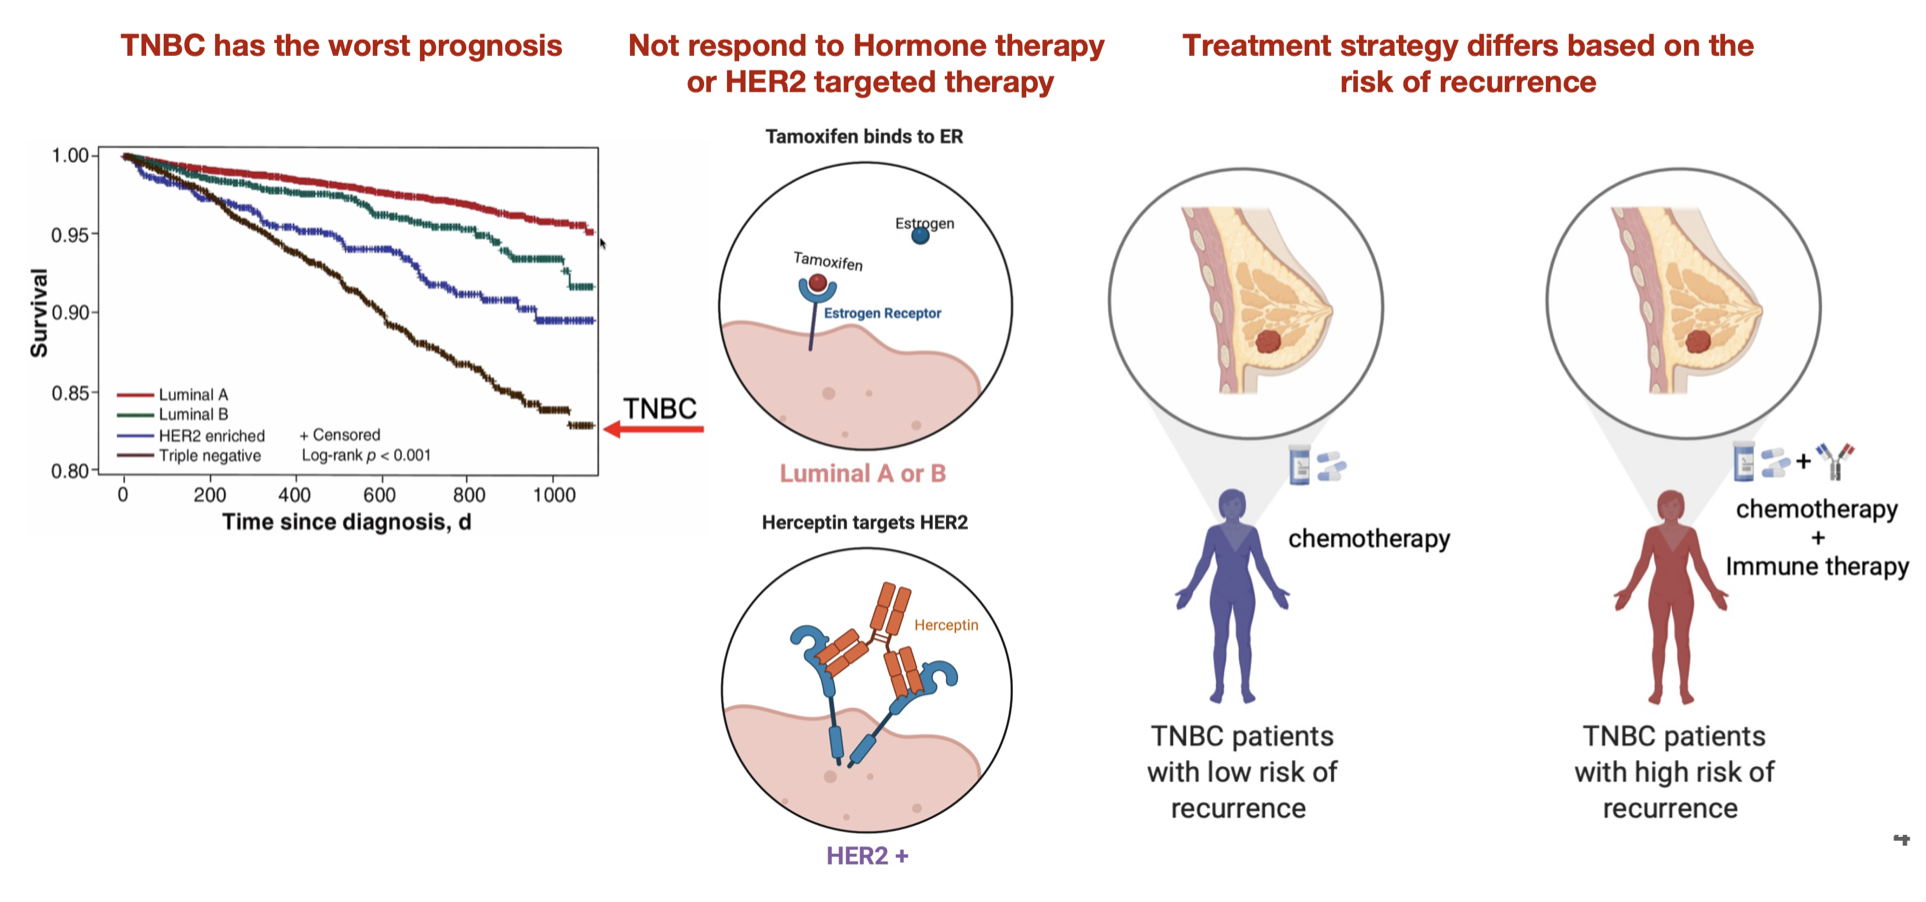 TNBC has the worst prognosis
Not respond to Hormone therapy
or HER2 targeted therapy
Treatment strategy differs based on the
risk of recurrence
1.00
0.95
0.90
0.85
0.80
Survival
Luminal A
Luminal B
HER2 enriched
Triple negative
+ Censored
Log-rank p < 0.001
0
200
400
600
800
1000
Time since diagnosis, d
TNBC
Tamoxifen binds to ER
Estrogen
Tamoxifen
Estrogen Receptor
Luminal A or B
Herceptin targets HER2
Herceptin
HER2 +
chemotherapy
TNBC patients
with low risk of
recurrence
+
chemotherapy
+
Immune therapy
TNBC patients
with high risk of
recurrence
4